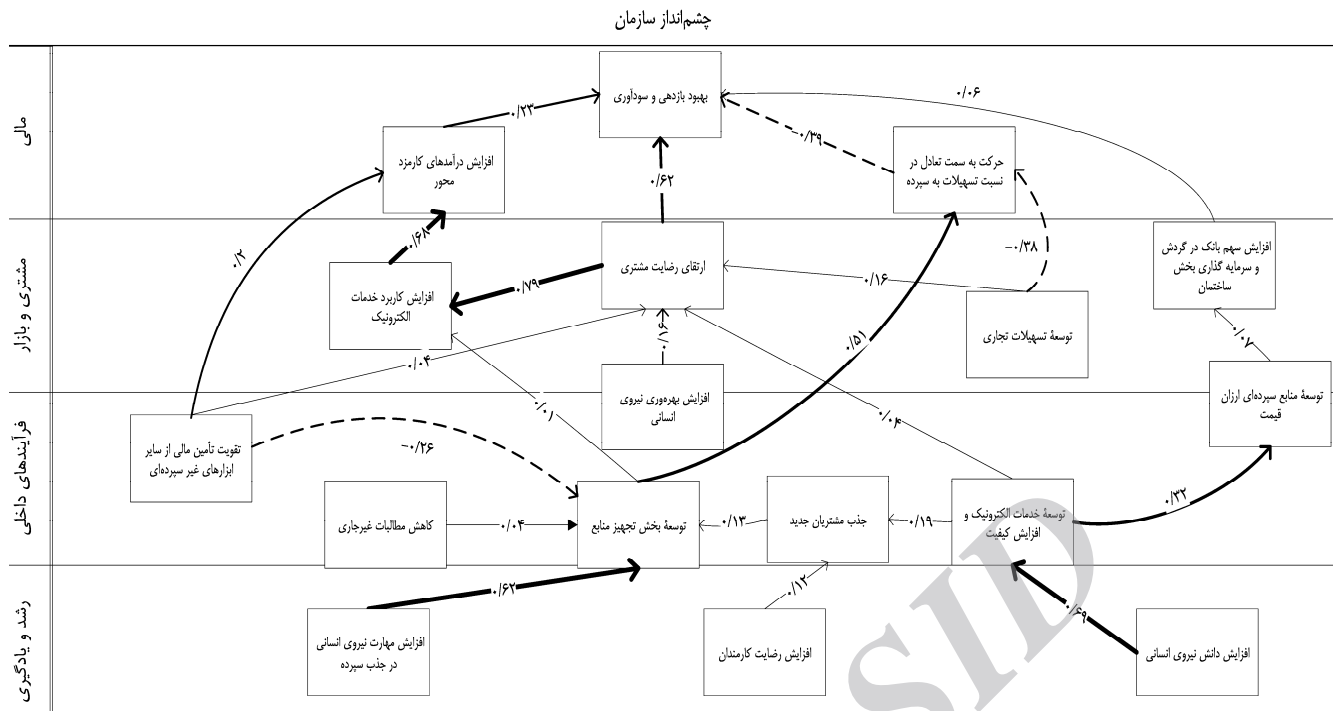 چشم‌انداز سازمان
مالی
بهبود بازدهی و سودآوری
۰/۰۶
۰/۲۳
-۰/۳۹
افزایش درآمدهای کارمزد
محور
حرکت به سمت تعادل در
نسبت تسهیلات به سپرده
۰/۶۲
مشتری و بازار
۰/۲
۰/۶۸
ارتقای رضایت مشتری
-۰/۳۸
افزایش سهم بانک در گردش
و سرمایه گذاری بخش
ساختمان
افزایش کاربرد خدمات
الکترونیک
۰/۷۹
۰/۱۶
توسعهٔ تسهیلات تجاری
۰/۵۱
۰/۱۶
۰/۰۴
۰/۰۷
فرآیندهای داخلی
افزایش بهره‌وری نیروی
انسانی
توسعهٔ منابع سپرده‌ای ارزان
قیمت
۰/۰۱
۰/۰۴
تقویت تأمین مالی از سایر
ابزارهای غیر سپرده‌ای
-۰/۲۶
کاهش مطالبات غیرجاری
۰/۰۴
توسعهٔ بخش تجهیز منابع
۰/۱۳
جذب مشتریان جدید
۰/۱۹
توسعهٔ خدمات الکترونیک و
افزایش کیفیت
۰/۳۲
رشد و یادگیری
۰/۶۲
۰/۱۲
۰/۶۹
افزایش مهارت نیروی انسانی
در جذب سپرده
افزایش رضایت کارمندان
افزایش دانش نیروی انسانی
SID